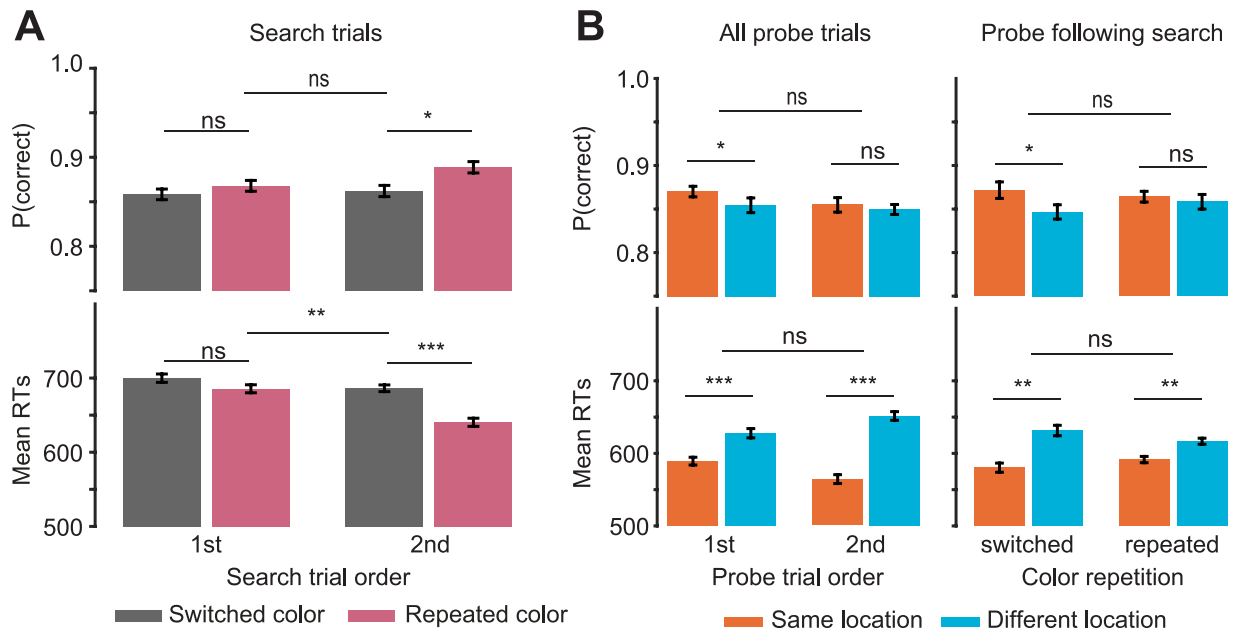 A
Search trials
1.0
0.9
0.8
P(correct)
ns
ns
*
700
600
500
Mean RTs
ns
**
***
1st
2nd
Search trial order
Switched color
Repeated color
B
All probe trials
Probe following search
1.0
0.9
0.8
P(correct)
ns
*
ns
ns
*
ns
700
600
500
Mean RTs
ns
***
***
ns
**
**
1st
2nd
switched
repeated
Probe trial order
Color repetition
Same location
Different location